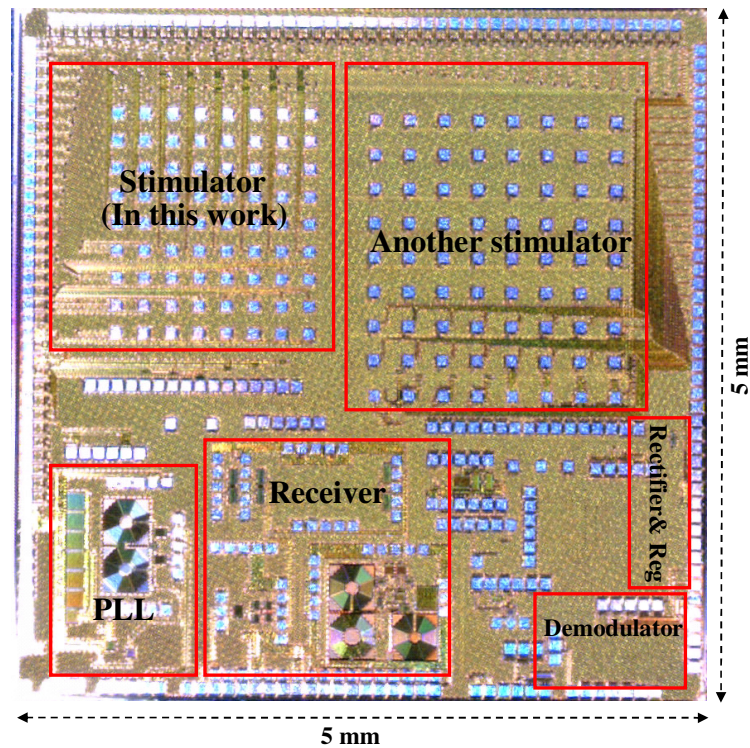 Stimulator
(In this work)
Another stimulator
5 mm
Rectifier& Reg
Receiver
PLL
Demodulator
5 mm